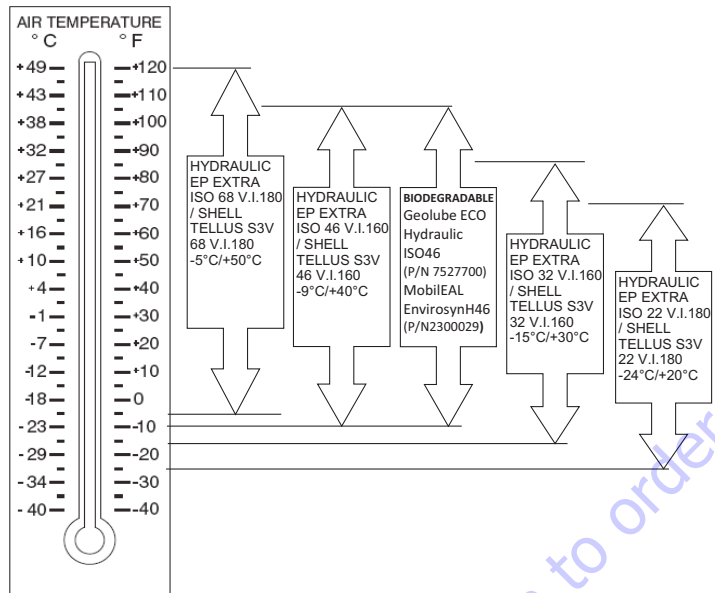 AIR TEMPERATURE
° C ° F
+49 +120
+43 +110
+38 +100
+32 +90
+27 +80
+21 +70
+16 +60
+10 +50
+4 +40
-1 +30
-7 +20
-12 +10
-18 0
-23 -10
-29 -20
-34 -30
-40 -40
HYDRAULIC
EP EXTRA
ISO 68 V.I.180
/ SHELL
TELLUS S3V
68 V.I.180
-5°C/+50°C
HYDRAULIC
EP EXTRA
ISO 46 V.I.160
/ SHELL
TELLUS S3V
46 V.I.160
-9°C/+40°C
BIODEGRADABLE
Geolube ECO
Hydraulic
ISO46
(P/N 7527700)
MobilEAL
EnvirosynH46
(P/N2300029)
HYDRAULIC
EP EXTRA
ISO 32 V.I.160
/ SHELL
TELLUS S3V
32 V.I.160
-15°C/+30°C
HYDRAULIC
EP EXTRA
ISO 22 V.I.180
/ SHELL
TELLUS S3V
22 V.I.180
-24°C/+20°C
to order